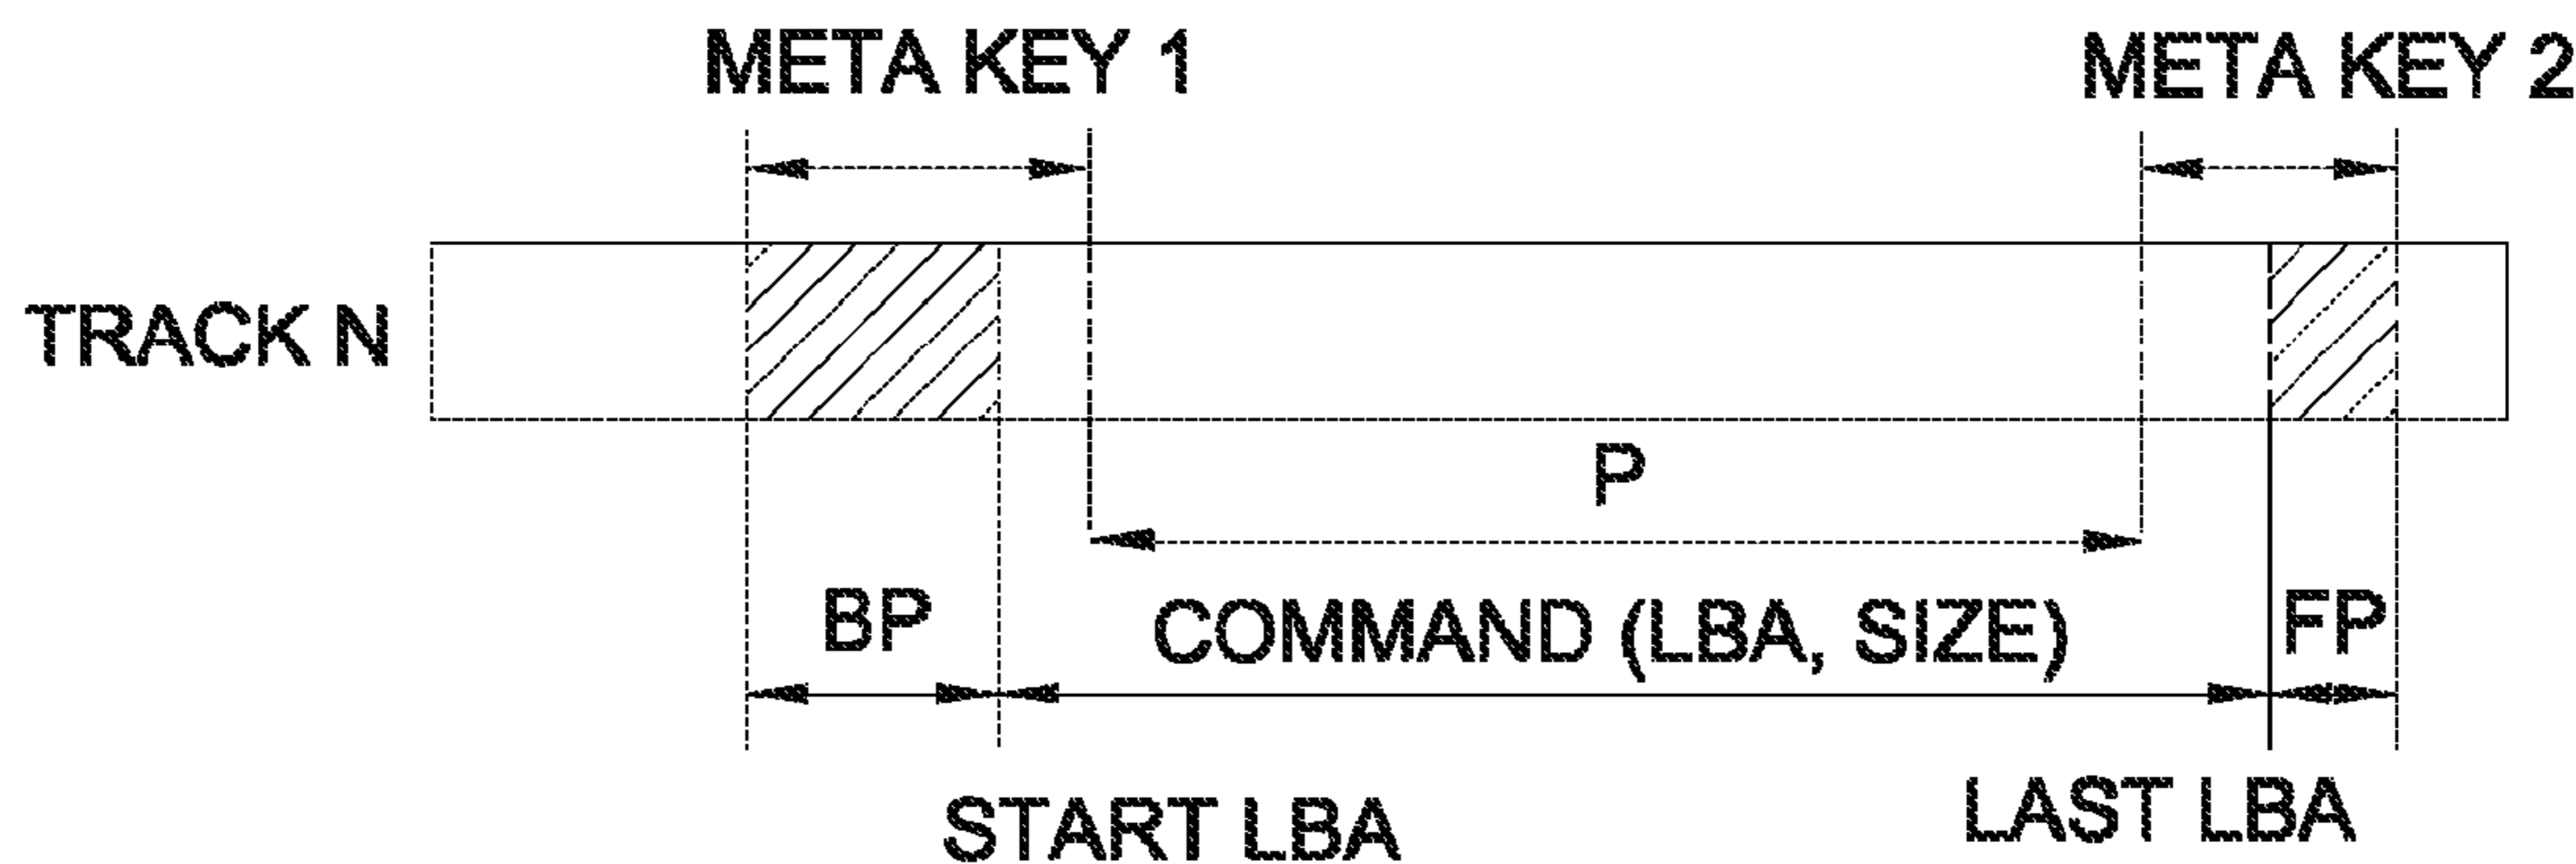 META KEY 1
META KEY 2
TRACK N
P
BP
COMMAND (LBA, SIZE)
FP
START LBA
LAST LBA